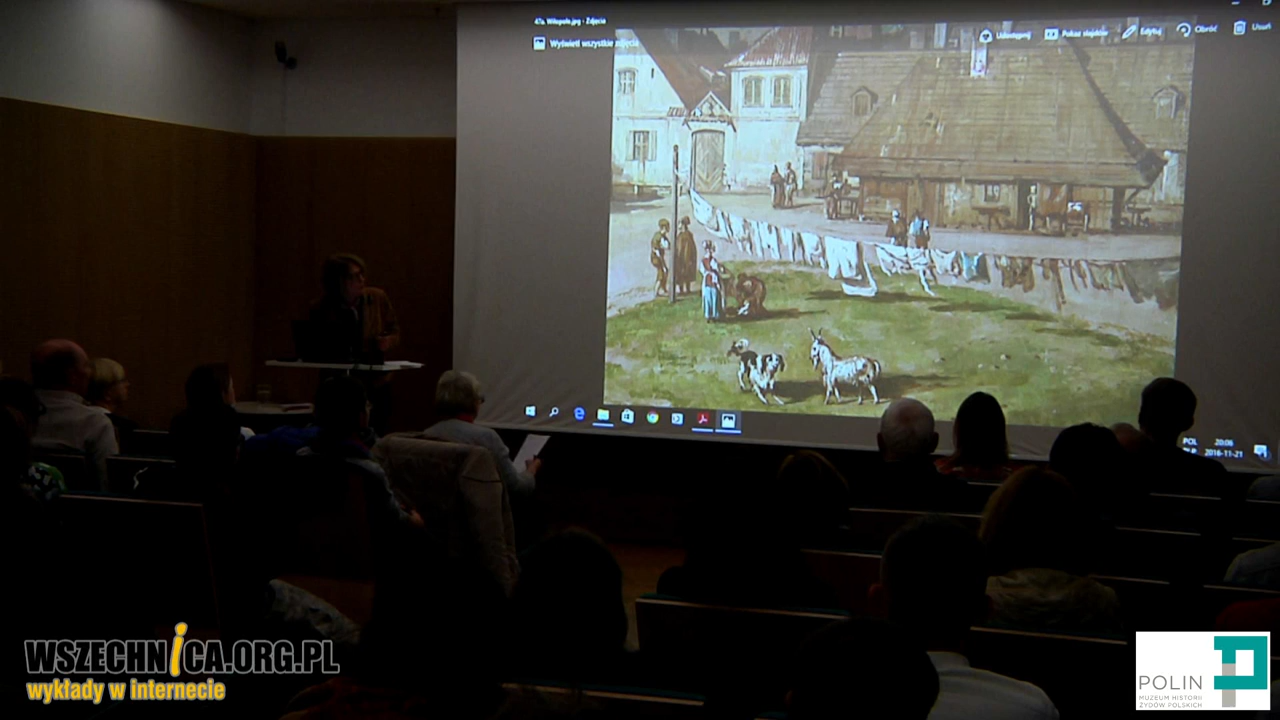 47a. Wilopole.jpg - Zdjęcia
Wyświetl wszystkie zdjęcia
Udostępnij
Pokaz slajdów
Edytuj
Obróć
Usuń
POL
20:06
2016-11-21
WSZECHNICA.ORG.PL
wykłady w internecie
POLIN
MUZEUM HISTORII
ŻYDÓW POLSKICH